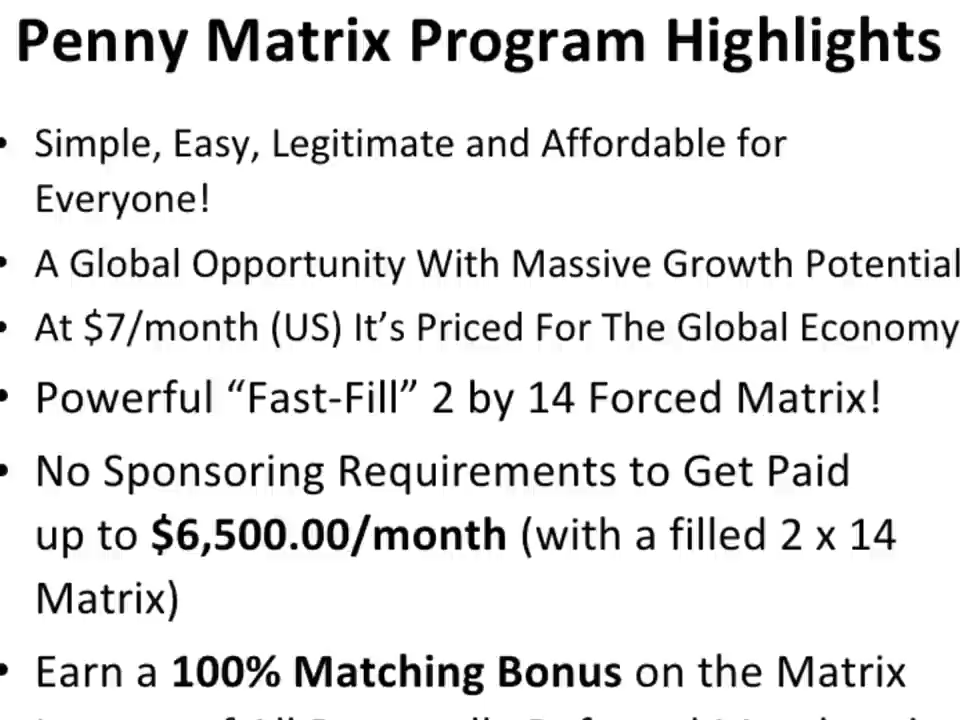 Penny Matrix Program Highlights
• Simple, Easy, Legitimate and Affordable for
Everyone!
• A Global Opportunity With Massive Growth Potential
• At $7/month (US) It’s Priced For The Global Economy
• Powerful “Fast-Fill” 2 by 14 Forced Matrix!
• No Sponsoring Requirements to Get Paid
up to $6,500.00/month (with a filled 2 x 14
Matrix)
• Earn a 100% Matching Bonus on the Matrix